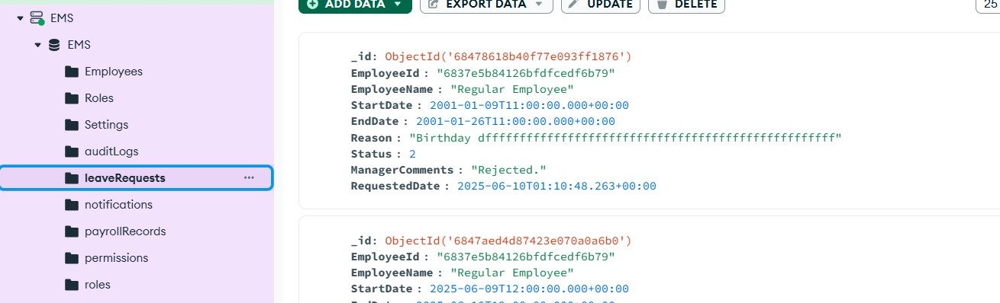 EMS
EMS
Employees
Roles
Settings
auditLogs
leaveRequests
notifications
payrollRecords
permissions
roles
ADD DATA
EXPORT DATA
UPDATE
DELETE
25
_id: ObjectId('68478618b40f77e093ff1876')
EmployeeId : "6837e5b84126bfdfcedf6b79"
EmployeeName : "Regular Employee"
StartDate : 2001-01-09T11:00:00.000+00:00
EndDate : 2001-01-26T11:00:00.000+00:00
Reason : "Birthday dfffffffffffffffffffffffffffffffffffffffffffffffffff"
Status : 2
ManagerComments : "Rejected."
RequestedDate : 2025-06-10T01:10:48.263+00:00
_id: ObjectId('6847aed4d87423e070a0a6b0')
EmployeeId : "6837e5b84126bfdfcedf6b79"
EmployeeName : "Regular Employee"
StartDate : 2025-06-09T12:00:00.000+00:00